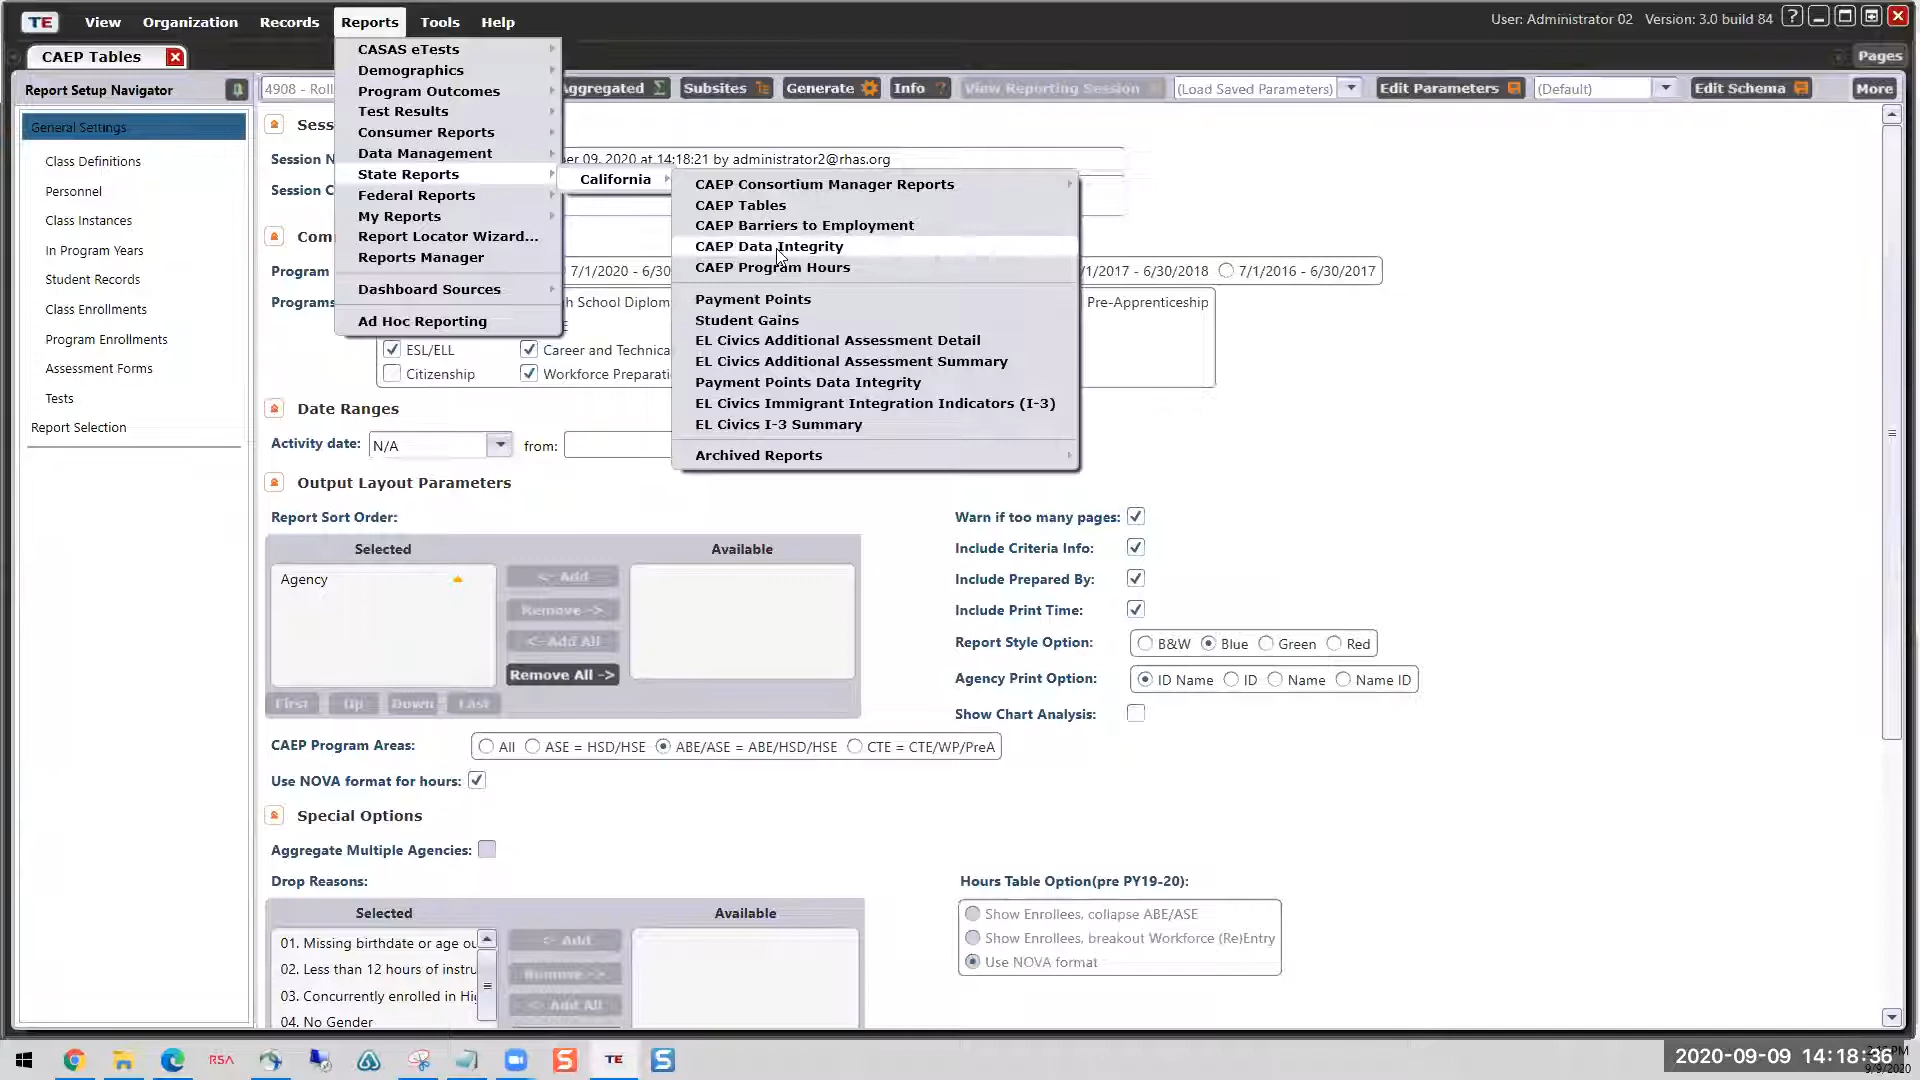 TE View Organization Records Reports Tools Help User: Administrator 02 Version: 3.0 build 84
CAEP Tables Pages
Report Setup Navigator
4908 - Roll Aggregated Subsites Generate Info View Reporting Session (Load Saved Parameters) Edit Parameters (Default) Edit Schema More
General Settings
Class Definitions
Personnel
Class Instances
In Program Years
Student Records
Class Enrollments
Program Enrollments
Assessment Forms
Tests
Report Selection
CASAS eTests
Demographics
Program Outcomes
Test Results
Consumer Reports
Data Management
State Reports
Federal Reports
My Reports
Report Locator Wizard...
Reports Manager
Dashboard Sources
Ad Hoc Reporting
California
CAEP Consortium Manager Reports
CAEP Tables
CAEP Barriers to Employment
CAEP Data Integrity
CAEP Program Hours
Payment Points
Student Gains
EL Civics Additional Assessment Detail
EL Civics Additional Assessment Summary
Payment Points Data Integrity
EL Civics Immigrant Integration Indicators (I-3)
EL Civics I-3 Summary
Archived Reports
Sess
Session N er 09, 2020 at 14:18:21 by administrator2@rhas.org
Session C
Com
Program 7/1/2020 - 6/30 /1/2017 - 6/30/2018 7/1/2016 - 6/30/2017
Programs h School Diplom Pre-Apprenticeship
E
ESL/ELL Career and Technica
Citizenship Workforce Preparati
Date Ranges
Activity date: N/A from:
Output Layout Parameters
Report Sort Order:
Selected Available
Agency
<- Add
Remove ->
<-Add All
Remove All ->
First Up Down Last
Warn if too many pages:
Include Criteria Info:
Include Prepared By:
Include Print Time:
Report Style Option: B&W Blue Green Red
Agency Print Option: ID Name ID Name Name ID
Show Chart Analysis:
CAEP Program Areas: All ASE = HSD/HSE ABE/ASE = ABE/HSD/HSE CTE = CTE/WP/PreA
Use NOVA format for hours:
Special Options
Aggregate Multiple Agencies:
Drop Reasons:
Selected Available
01. Missing birthdate or age ou
02. Less than 12 hours of instru
03. Concurrently enrolled in Hi
04. No Gender
<- Add
Remove ->
<- Add All
Hours Table Option(pre PY19-20):
Show Enrollees, collapse ABE/ASE
Show Enrollees, breakout Workforce (Re)Entry
Use NOVA format
RSA TE
2020-09-09 14:18:36
9/9/2020